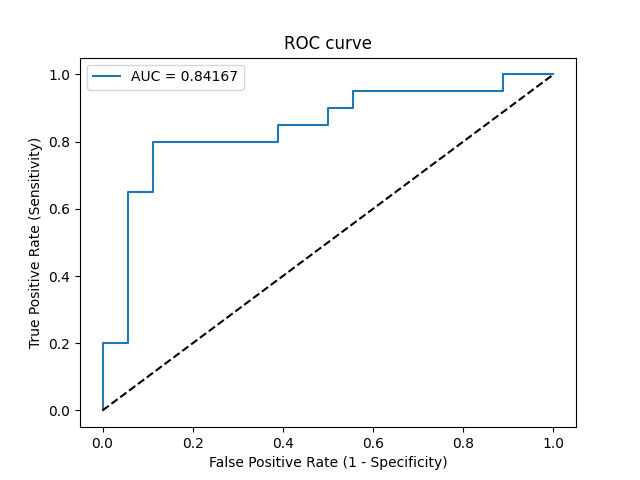 ROC curve
AUC = 0.84167
True Positive Rate (Sensitivity)
1.0
0.8
0.6
0.4
0.2
0.0
0.0 0.2 0.4 0.6 0.8 1.0
False Positive Rate (1 - Specificity)